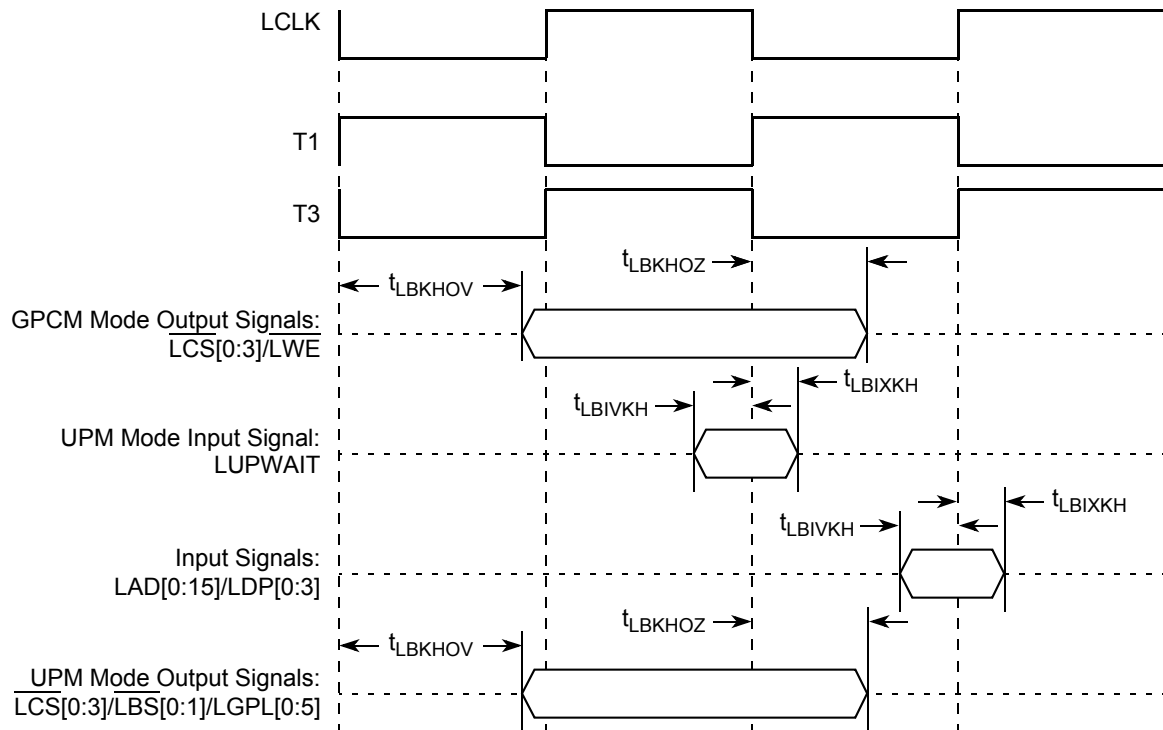 LCLK
T1
T3
tLBKHOZ
tLBKHOV
GPCM Mode Output Signals:
LCS[0:3]/LWE
tLBIXKH
tLBIVKH
UPM Mode Input Signal:
LUPWAIT
tLBIXKH
tLBIVKH
Input Signals:
LAD[0:15]/LDP[0:3]
tLBKHOZ
tLBKHOV
UPM Mode Output Signals:
LCS[0:3]/LBS[0:1]/LGPL[0:5]